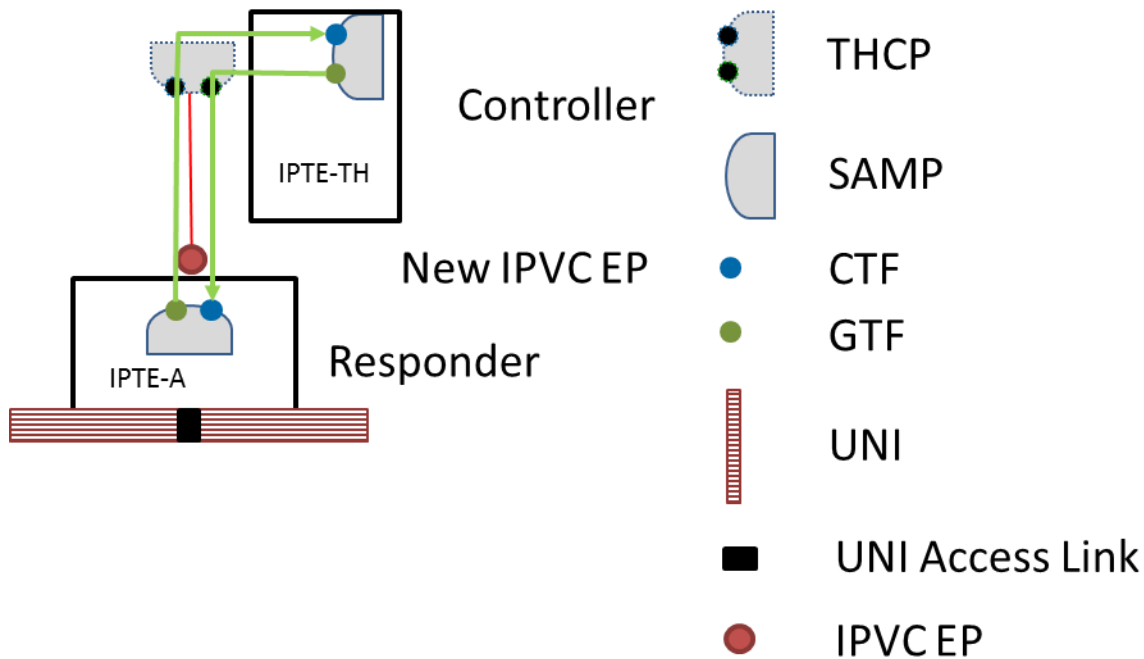 THCP
Controller
IPTE-TH
SAMP
New IPVC EP
CTF
GTF
Responder
IPTE-A
UNI
UNI Access Link
IPVC EP